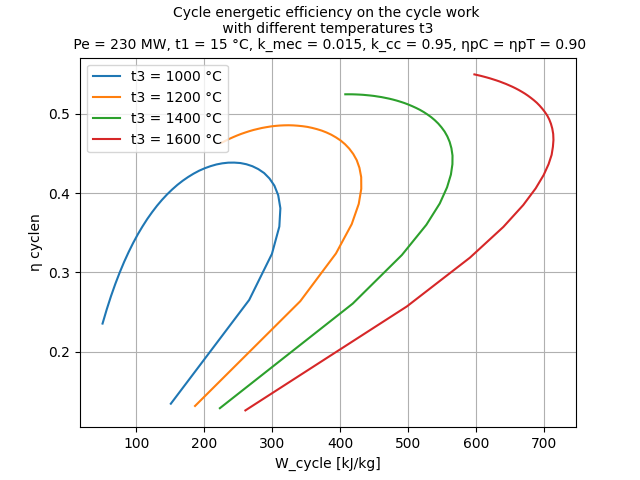 Cycle energetic efficiency on the cycle work
with different temperatures t3
Pe = 230 MW, t1 = 15 °C, k_mec = 0.015, k_cc = 0.95, ηpC = ηpT = 0.90
t3 = 1000 °C
t3 = 1200 °C
t3 = 1400 °C
t3 = 1600 °C
η cyclen
0.5
0.4
0.3
0.2
100 200 300 400 500 600 700
W_cycle [kJ/kg]